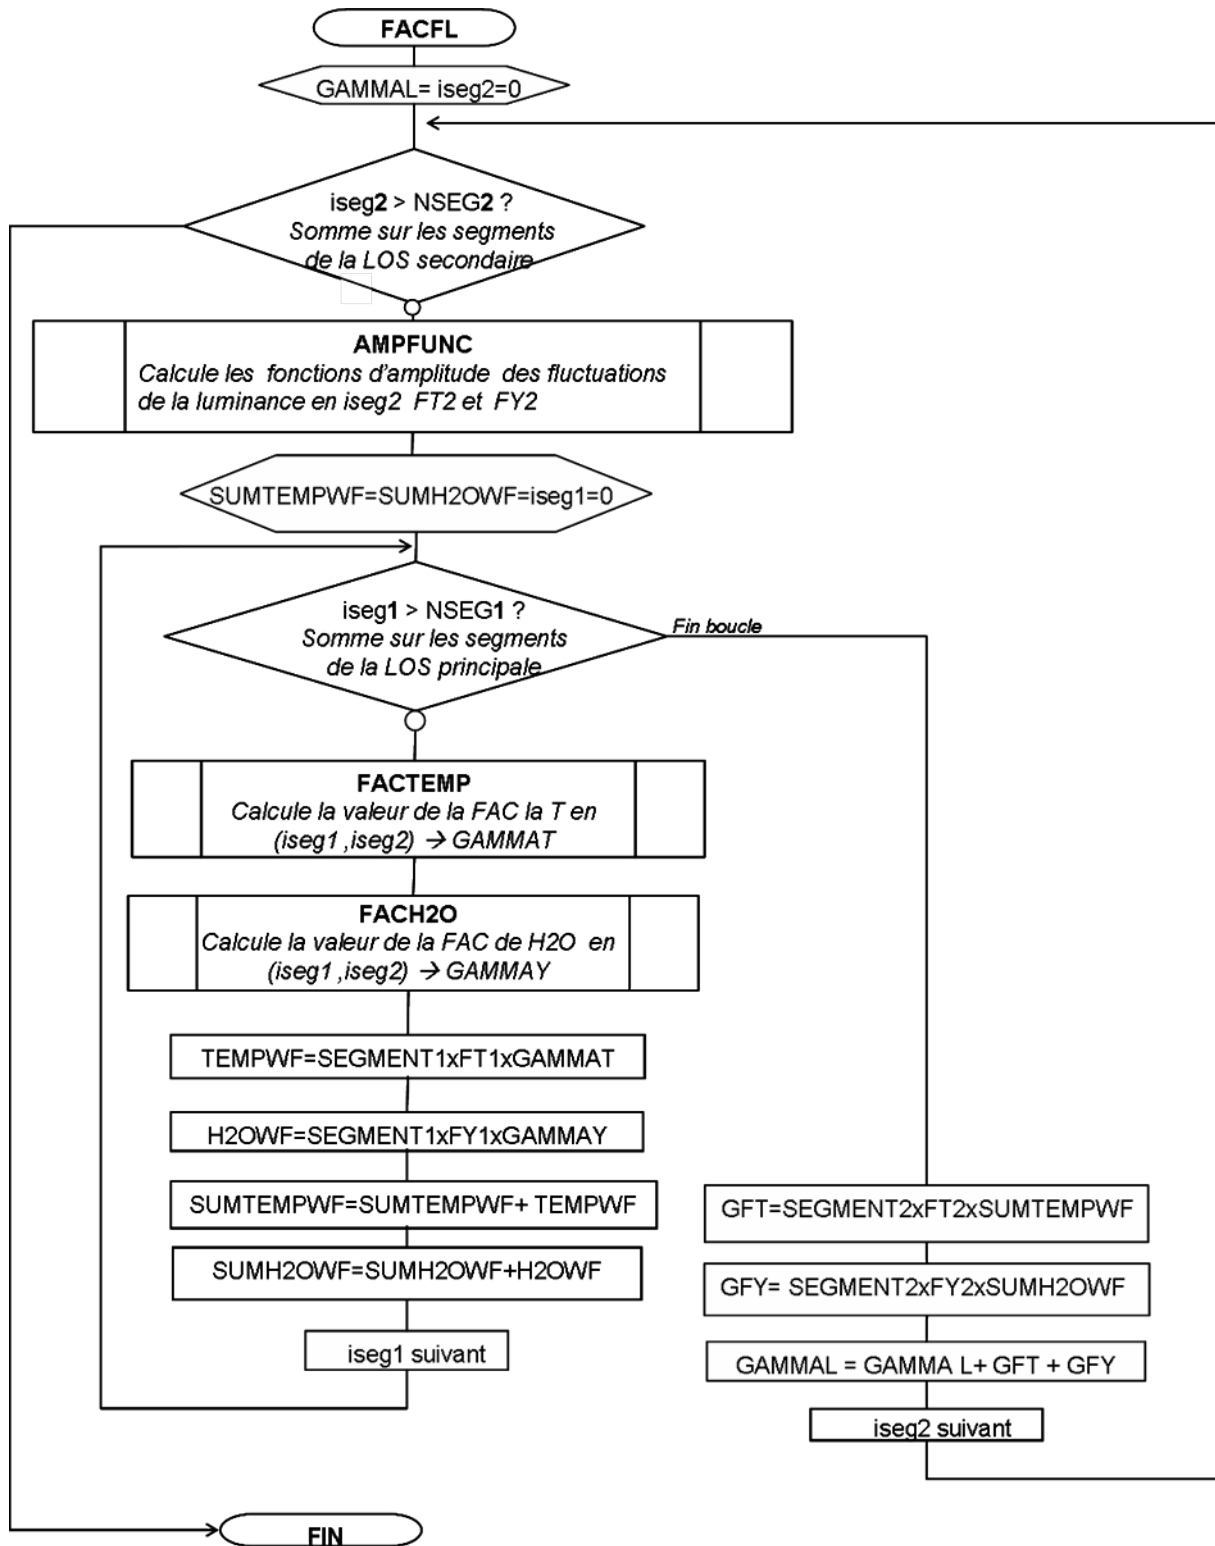 FACFL
GAMMAL= iseg2=0
iseg2 > NSEG2 ?
Somme sur les segments
de la LOS secondaire
AMPFUNC
Calcule les fonctions d'amplitude des fluctuations
de la luminance en iseg2 FT2 et FY2
SUMTEMPWF=SUMH2OWF=iseg1=0
iseg1 > NSEG1 ?
Somme sur les segments
de la LOS principale
Fin boucle
FACTEMP
Calcule la valeur de la FAC la T en
(iseg1 ,iseg2) → GAMMAT
FACH2O
Calcule la valeur de la FAC de H2O en
(iseg1 ,iseg2) → GAMMAY
TEMPWF=SEGMENT1xFT1xGAMMAT
H2OWF=SEGMENT1xFY1xGAMMAY
SUMTEMPWF=SUMTEMPWF+ TEMPWF
SUMH2OWF=SUMH2OWF+H2OWF
iseg1 suivant
GFT=SEGMENT2xFT2xSUMTEMPWF
GFY= SEGMENT2xFY2xSUMH2OWF
GAMMAL = GAMMA L+ GFT + GFY
iseg2 suivant
FIN